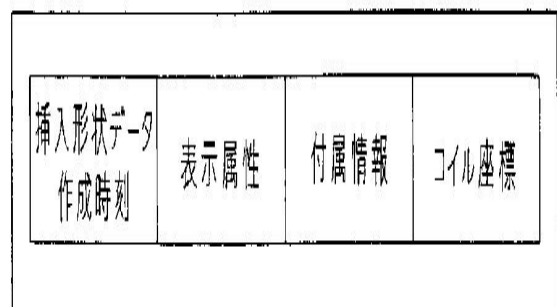 挿入形状データ
作成時刻
表示属性
付属情報
コイル座標